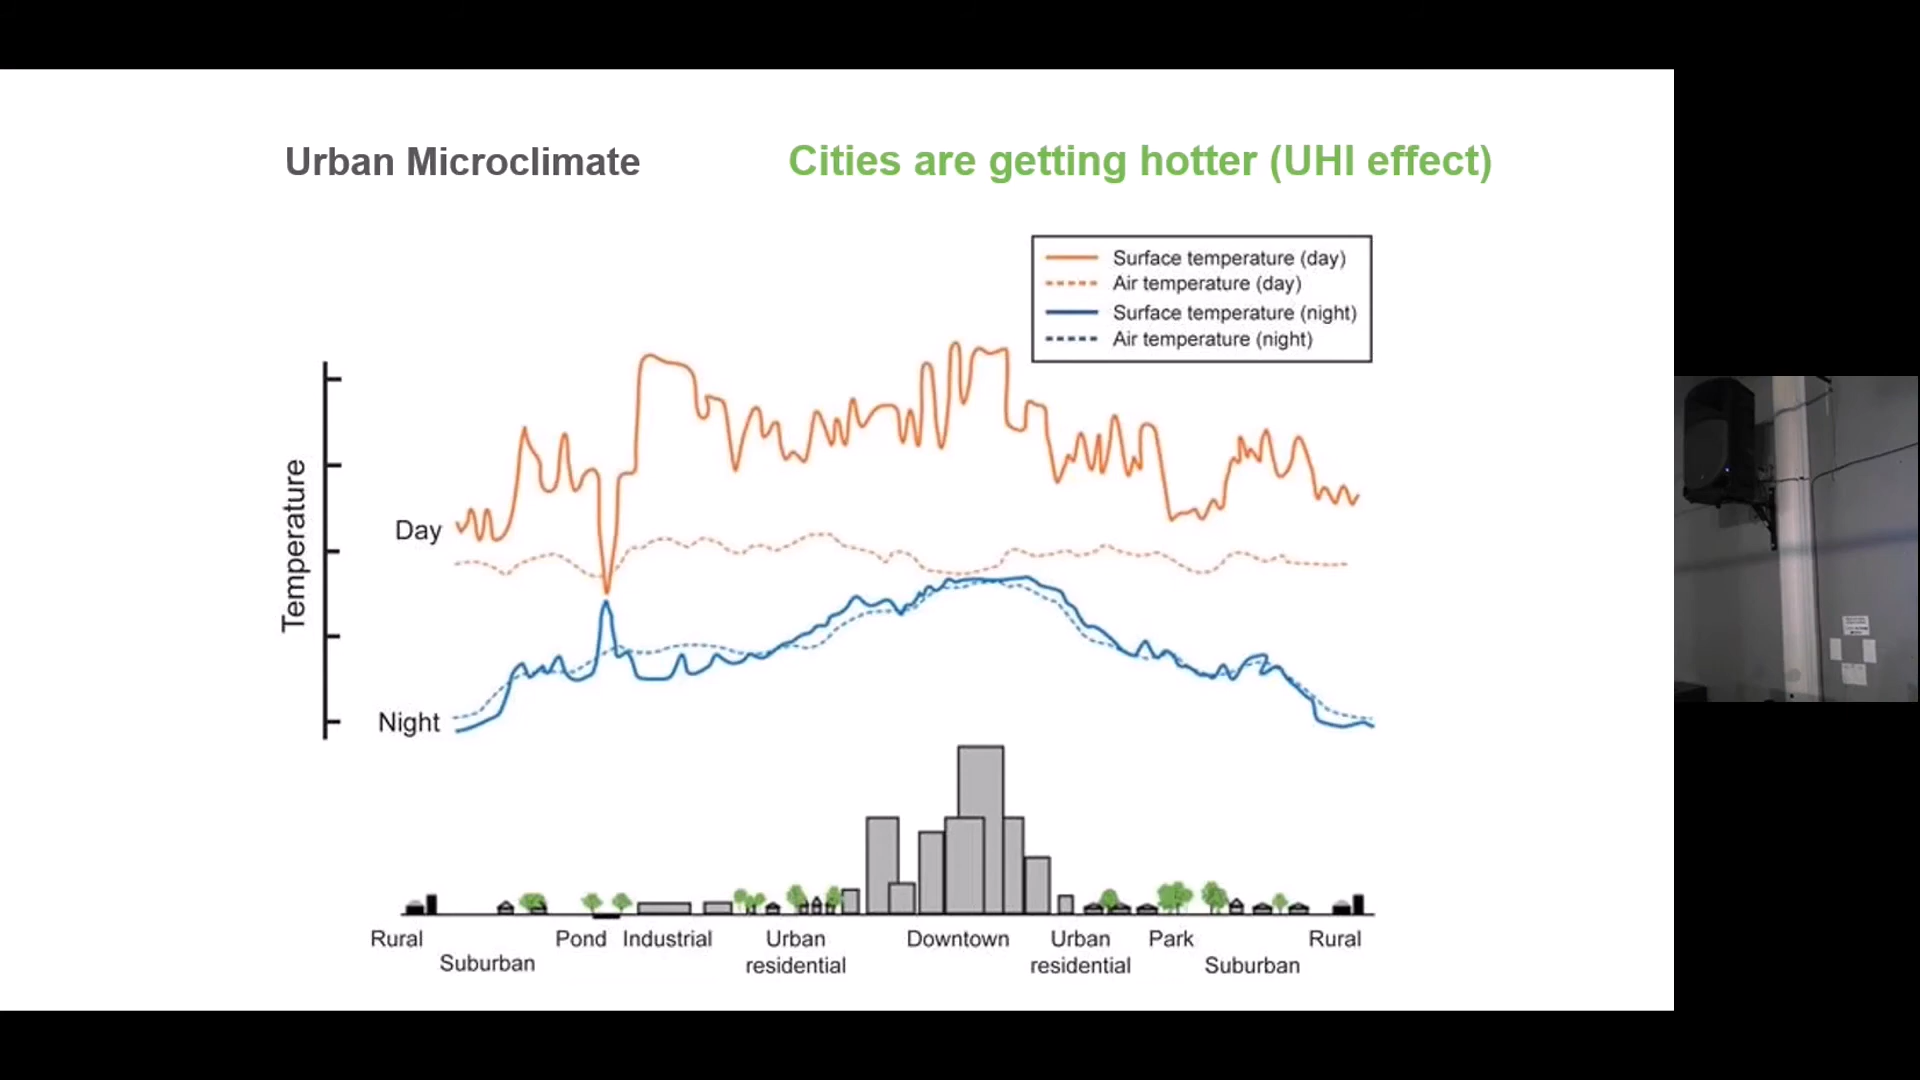 Urban Microclimate
Cities are getting hotter (UHI effect)
Surface temperature (day)
Air temperature (day)
Surface temperature (night)
Air temperature (night)
Temperature
Day
Night
Rural
Suburban
Pond
Industrial
Urban
residential
Downtown
Urban
residential
Park
Suburban
Rural